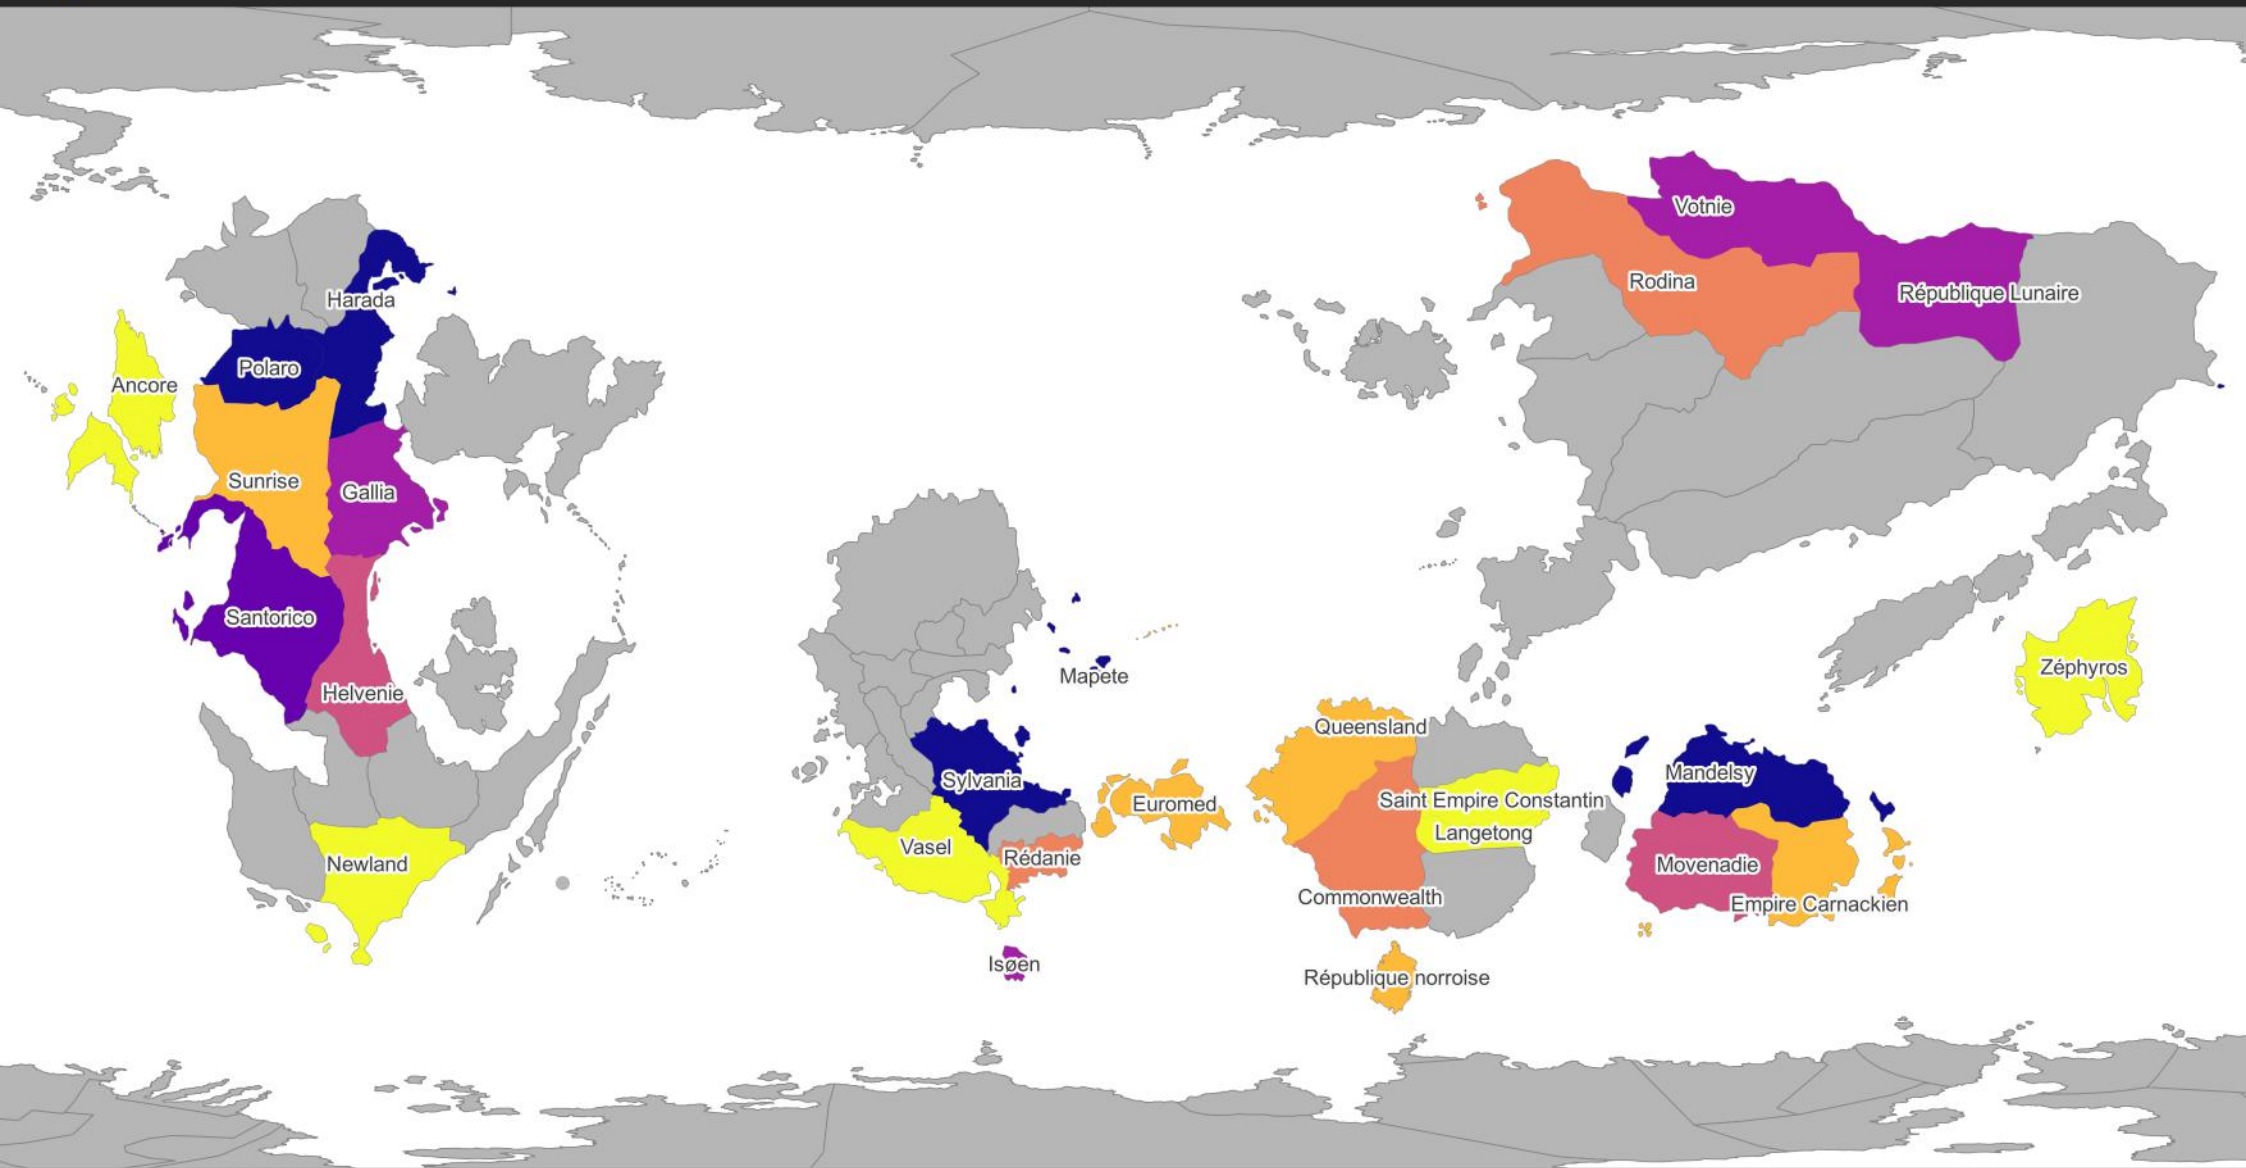 Votnie
Rodina
République Lunaire
Harada
Polaro
Ancore
Sunrise
Gallia
Santorico
Helvenie
Newland
Mapete
Sylvania
Euromed
Vasel
Rédanie
Isøen
Queensland
Saint Empire Constantin
Langetong
Commonwealth
République norroise
Mandelsy
Movenadie
Empire Carnackien
Zéphyros